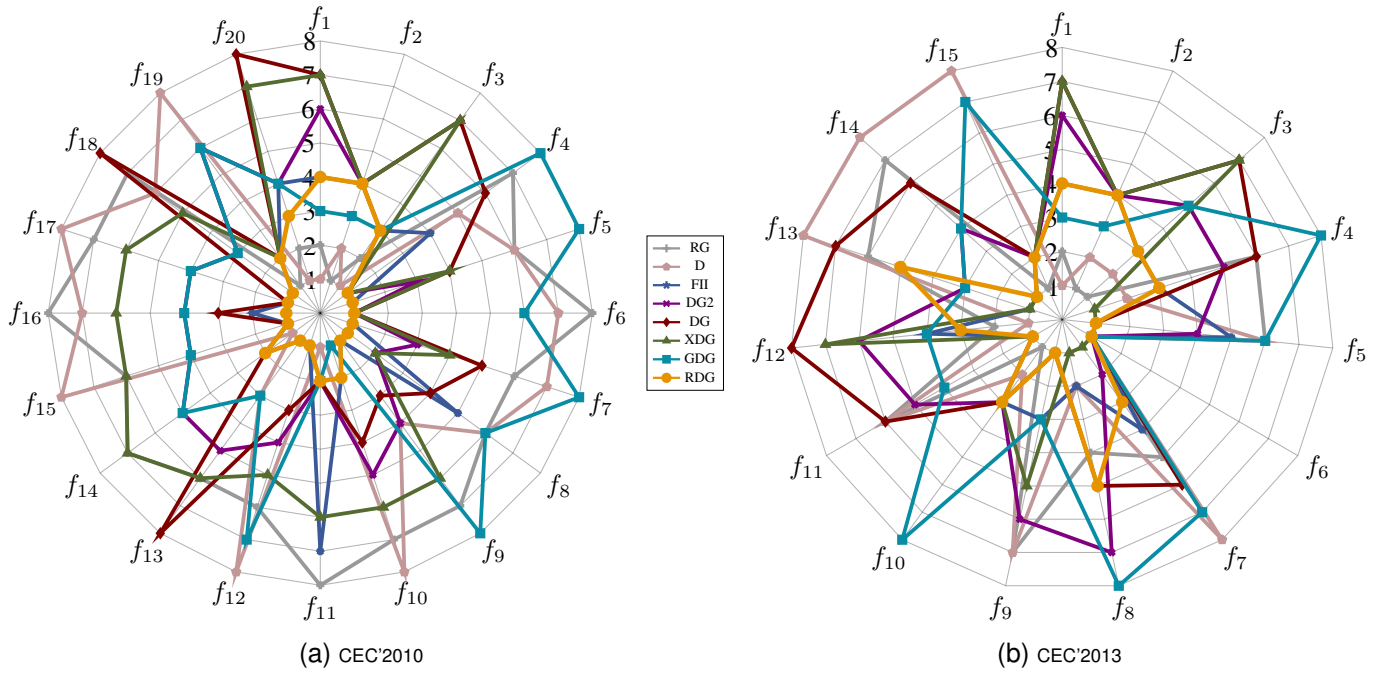 f1
f2
f3
f4
f5
f6
f7
f8
f9
f10
f11
f12
f13
f14
f15
f16
f17
f18
f19
f20
8
7
6
5
4
3
2
1
(a) CEC'2010
RG
D
FII
DG2
DG
XDG
GDG
RDG
f1
f2
f3
f4
f5
f6
f7
f8
f9
f10
f11
f12
f13
f14
f15
8
7
6
5
4
3
2
1
(b) CEC'2013